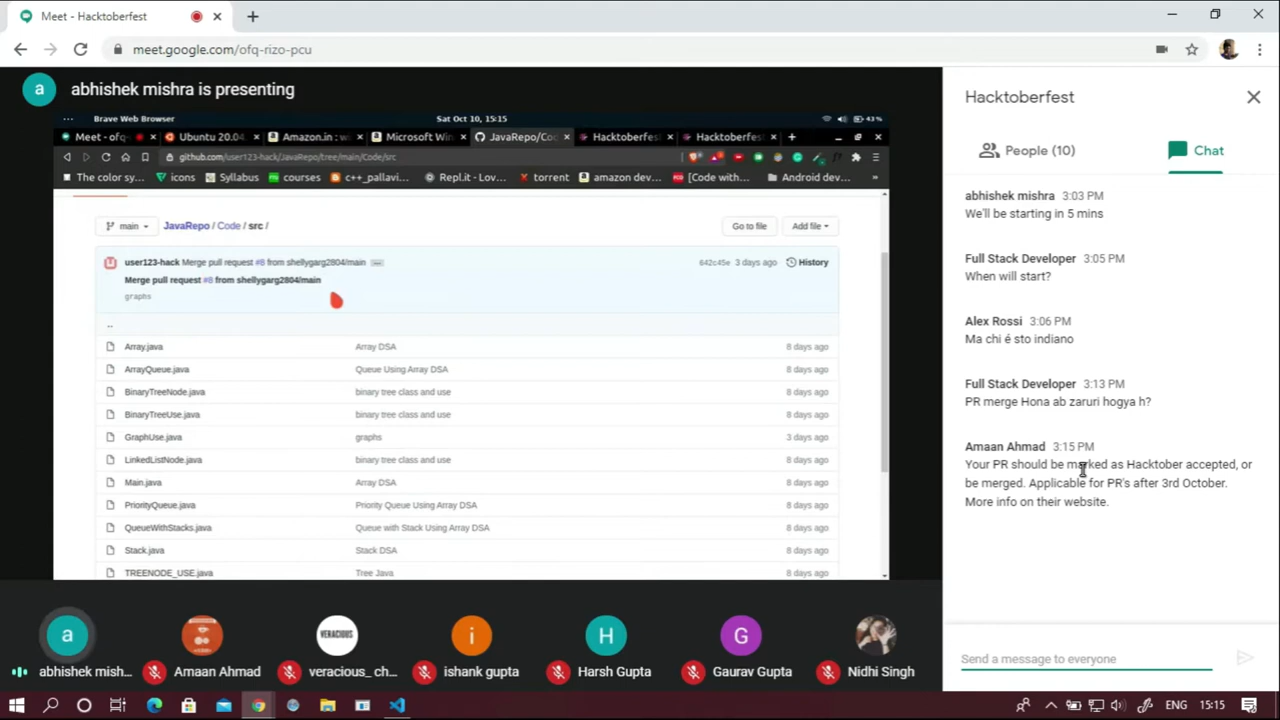 Meet - Hacktoberfest
meet.google.com/ofq-rizo-pcu
a
abhishek mishra is presenting
Brave Web Browser
Sat Oct 10, 15:15
43%
Meet - ofq-
Ubuntu 20.04
Amazon.in : w
Microsoft Win
JavaRepo/Co
Hacktoberfes
Hacktoberfes
github.com/user123-hack/JavaRepo/tree/main/Code/src
The color sy...
icons
Syllabus
courses
c++_pallavi...
Repl.it - Lov...
torrent
amazon dev...
[Code with...
Android deve...
main
JavaRepo / Code / src /
Go to file
Add file
user123-hack Merge pull request #8 from shellygarg2804/main
642c45e 3 days ago
History
Merge pull request #8 from shellygarg2804/main
graphs
..
Array.java Array DSA 8 days ago
ArrayQueue.java Queue Using Array DSA 8 days ago
BinaryTreeNode.java binary tree class and use 8 days ago
BinaryTreeUse.java binary tree class and use 8 days ago
GraphUse.java graphs 3 days ago
LinkedListNode.java binary tree class and use 8 days ago
Main.java Array DSA 8 days ago
PriorityQueue.java Priority Queue Using Array DSA 8 days ago
QueueWithStacks.java Queue with Stack Using Array DSA 8 days ago
Stack.java Stack DSA 8 days ago
TREENODE_USE.java Tree Java 8 days ago
a
VERACIOUS
i
H
G
abhishek mish...
Amaan Ahma
veracious_ ch...
ishank gupta
Harsh Gupta
Gaurav Gupta
Nidhi Singh
Hacktoberfest
People (10)
Chat
abhishek mishra 3:03 PM
We'll be starting in 5 mins
Full Stack Developer 3:05 PM
When will start?
Alex Rossi 3:06 PM
Ma chi é sto indiano
Full Stack Developer 3:13 PM
PR merge Hona ab zaruri hogya h?
Amaan Ahmad 3:15 PM
Your PR should be marked as Hacktober accepted, or
be merged. Applicable for PR's after 3rd October.
More info on their website.
Send a message to everyone
ENG
15:15